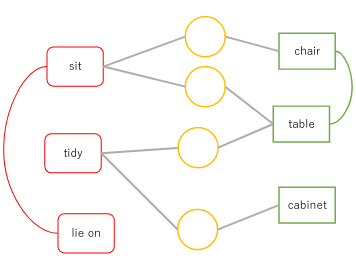 sit
chair
table
tidy
cabinet
lie on